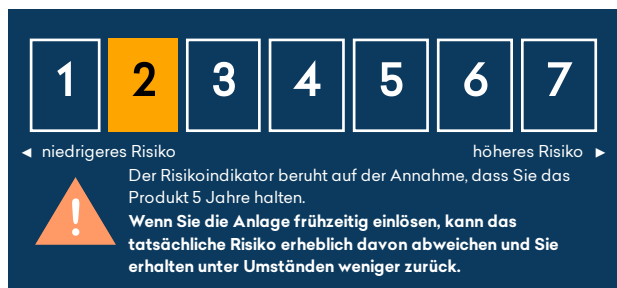 1 2 3 4 5 6 7
◄ niedrigeres Risiko höheres Risiko ►
Der Risikoindikator beruht auf der Annahme, dass Sie das
Produkt 5 Jahre halten.
Wenn Sie die Anlage frühzeitig einlösen, kann das
tatsächliche Risiko erheblich davon abweichen und Sie
erhalten unter Umständen weniger zurück.